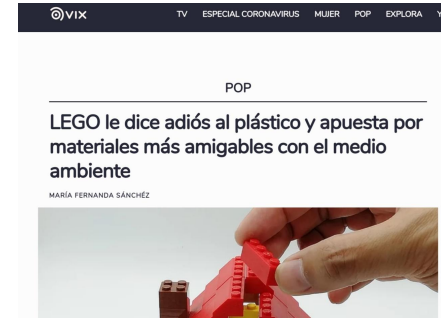 VIX
TV ESPECIAL CORONAVIRUS MUJER POP EXPLORA
POP
LEGO le dice adiós al plástico y apuesta por
materiales más amigables con el medio
ambiente
MARÍA FERNANDA SÁNCHÉZ